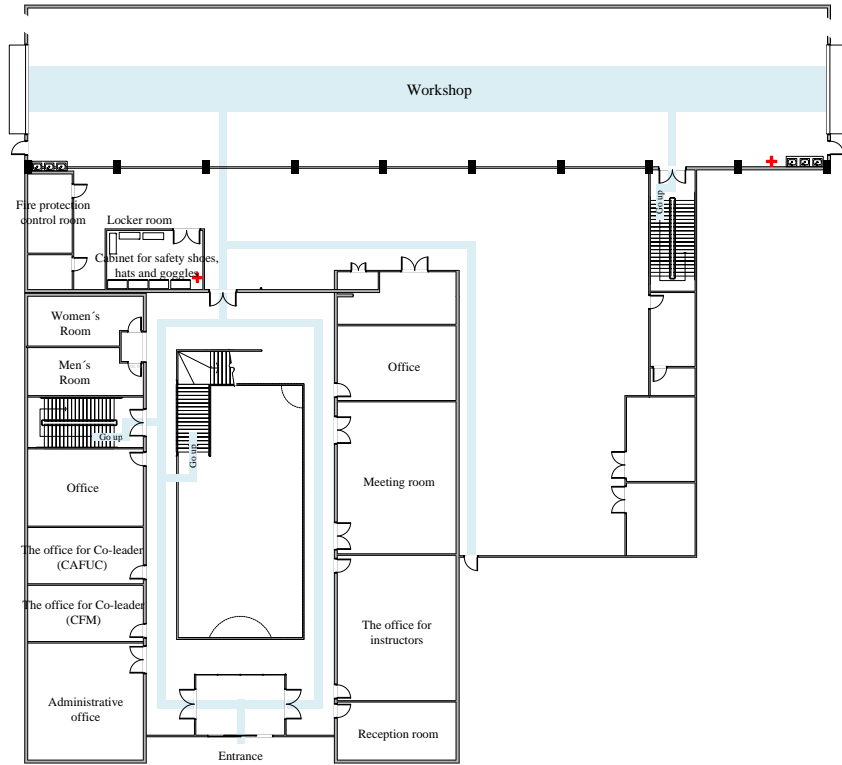 Workshop
Go up
Fire protection
control room
Locker room
Cabinet for safety shoes,
hats and goggles
Women´s
Room
Men´s
Room
Office
Go up
Go up
Meeting room
Office
The office for Co-leader
(CAFUC)
The office for Co-leader
(CFM)
The office for
instructors
Administrative
office
Reception room
Entrance